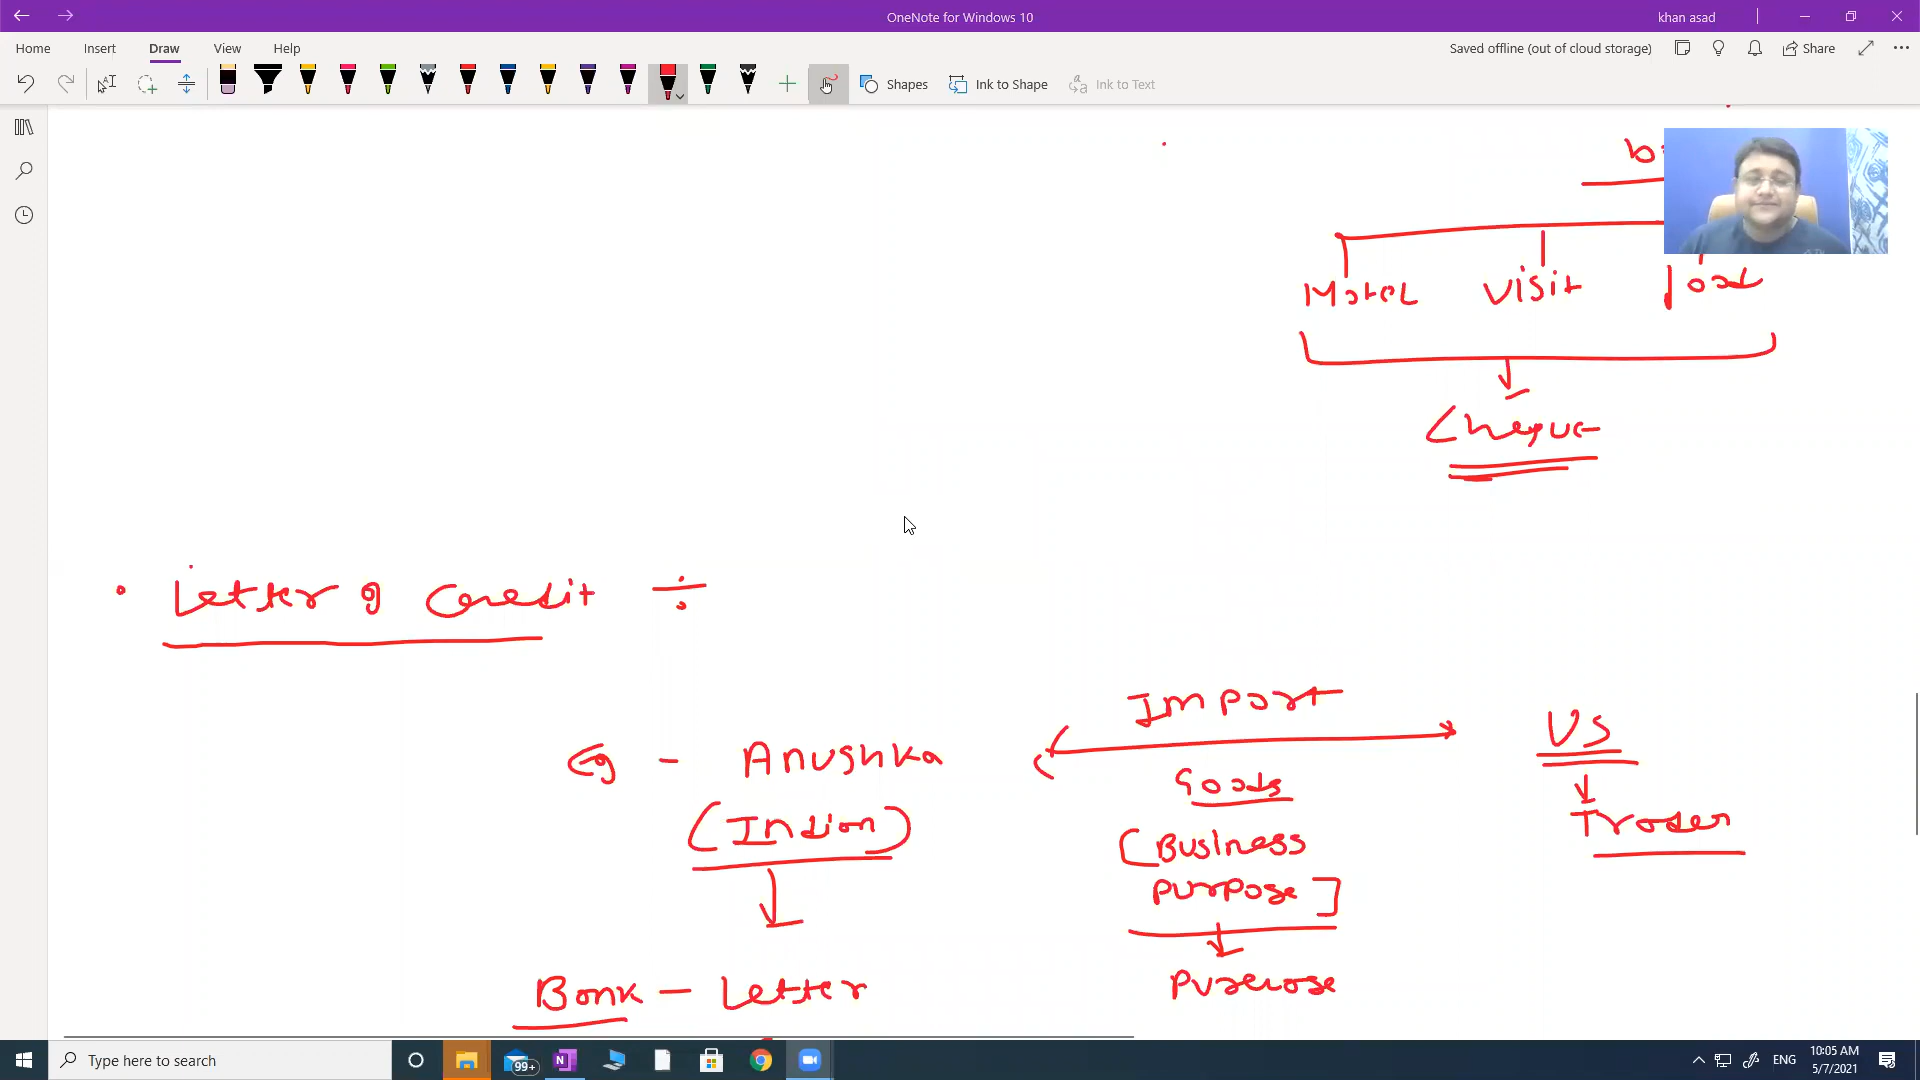 OneNote for Windows 10
khan asad
Home Insert Draw View Help
Saved offline (out of cloud storage)
Share
Shapes
Ink to Shape
Ink to Text
Visit
Cheque
• Letter of Credit ÷
Import
Eg - Anushka
US
Goods
(Indian)
Trader
[Business
Purpose]
Bank - Letter
Type here to search
99+
ENG
10:05 AM
5/7/2021